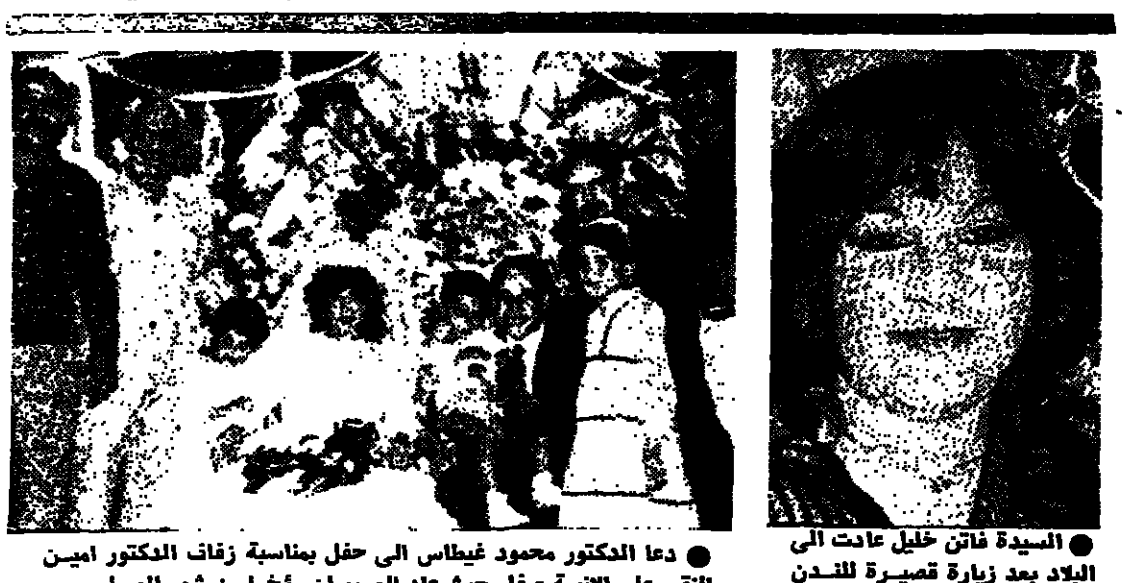 ● السيدة فاتن خليل عادت الى
البلاد بعد زيارة قصيرة للندن
● دعا الدكتور محمود غيطاس الى حفل بمناسبة زفاف الدكتور امين